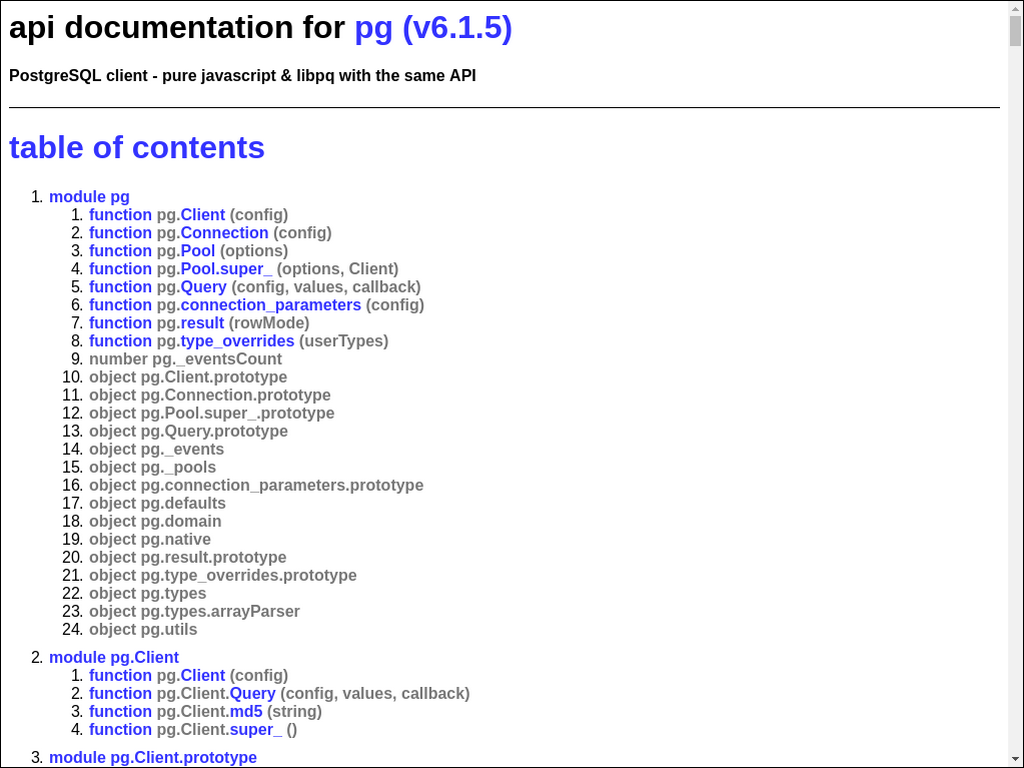 api documentation for pg (v6.1.5)
PostgreSQL client - pure javascript & libpq with the same API
table of contents
1. module pg
1. function pg.Client (config)
2. function pg.Connection (config)
3. function pg.Pool (options)
4. function pg.Pool.super_ (options, Client)
5. function pg.Query (config, values, callback)
6. function pg.connection_parameters (config)
7. function pg.result (rowMode)
8. function pg.type_overrides (userTypes)
9. number pg._eventsCount
10. object pg.Client.prototype
11. object pg.Connection.prototype
12. object pg.Pool.super_.prototype
13. object pg.Query.prototype
14. object pg._events
15. object pg._pools
16. object pg.connection_parameters.prototype
17. object pg.defaults
18. object pg.domain
19. object pg.native
20. object pg.result.prototype
21. object pg.type_overrides.prototype
22. object pg.types
23. object pg.types.arrayParser
24. object pg.utils
2. module pg.Client
1. function pg.Client (config)
2. function pg.Client.Query (config, values, callback)
3. function pg.Client.md5 (string)
4. function pg.Client.super_ ()
3. module pg.Client.prototype